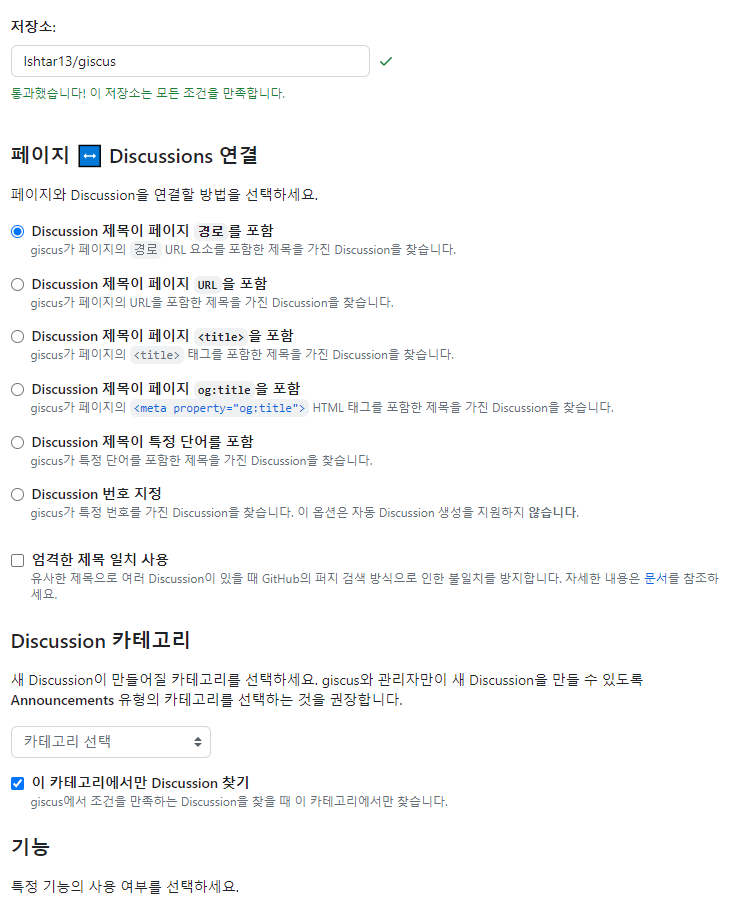 저장소:
Ishtar13/giscus
통과했습니다! 이 저장소는 모든 조건을 만족합니다.
페이지 ↔ Discussions 연결
페이지와 Discussion을 연결할 방법을 선택하세요.
Discussion 제목이 페이지 경로 를 포함
giscus가 페이지의 경로 URL 요소를 포함한 제목을 가진 Discussion을 찾습니다.
Discussion 제목이 페이지 URL 을 포함
giscus가 페이지의 URL을 포함한 제목을 가진 Discussion을 찾습니다.
Discussion 제목이 페이지 <title> 을 포함
giscus가 페이지의 <title> 태그를 포함한 제목을 가진 Discussion을 찾습니다.
Discussion 제목이 페이지 og:title 을 포함
giscus가 페이지의 <meta property="og:title"> HTML 태그를 포함한 제목을 가진 Discussion을 찾습니다.
Discussion 제목이 특정 단어를 포함
giscus가 특정 단어를 포함한 제목을 가진 Discussion을 찾습니다.
Discussion 번호 지정
giscus가 특정 번호를 가진 Discussion을 찾습니다. 이 옵션은 자동 Discussion 생성을 지원하지 않습니다.
엄격한 제목 일치 사용
유사한 제목으로 여러 Discussion이 있을 때 GitHub의 퍼지 검색 방식으로 인한 불일치를 방지합니다. 자세한 내용은 문서를 참조하
세요.
Discussion 카테고리
새 Discussion이 만들어질 카테고리를 선택하세요. giscus와 관리자만이 새 Discussion을 만들 수 있도록
Announcements 유형의 카테고리를 선택하는 것을 권장합니다.
카테고리 선택
이 카테고리에서만 Discussion 찾기
giscus에서 조건을 만족하는 Discussion을 찾을 때 이 카테고리에서만 찾습니다.
기능
특정 기능의 사용 여부를 선택하세요.